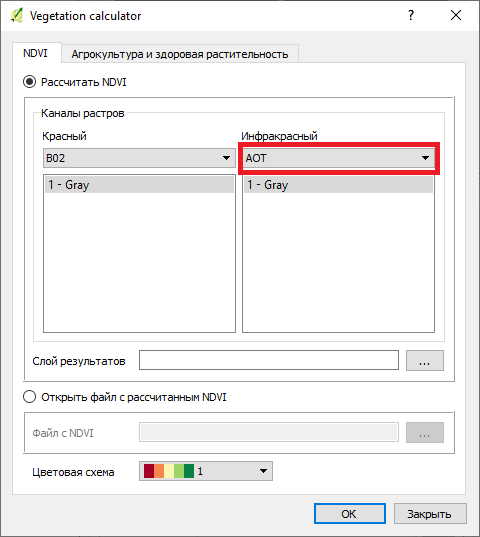 Vegetation calculator
NDVI
Агрокультура и здоровая растительность
Рассчитать NDVI
Каналы растров
Красный
Инфракрасный
B02
AOT
1 - Gray
1 - Gray
Слой результатов
...
Открыть файл с рассчитанным NDVI
Файл с NDVI
...
Цветовая схема
1
OK
Закрыть